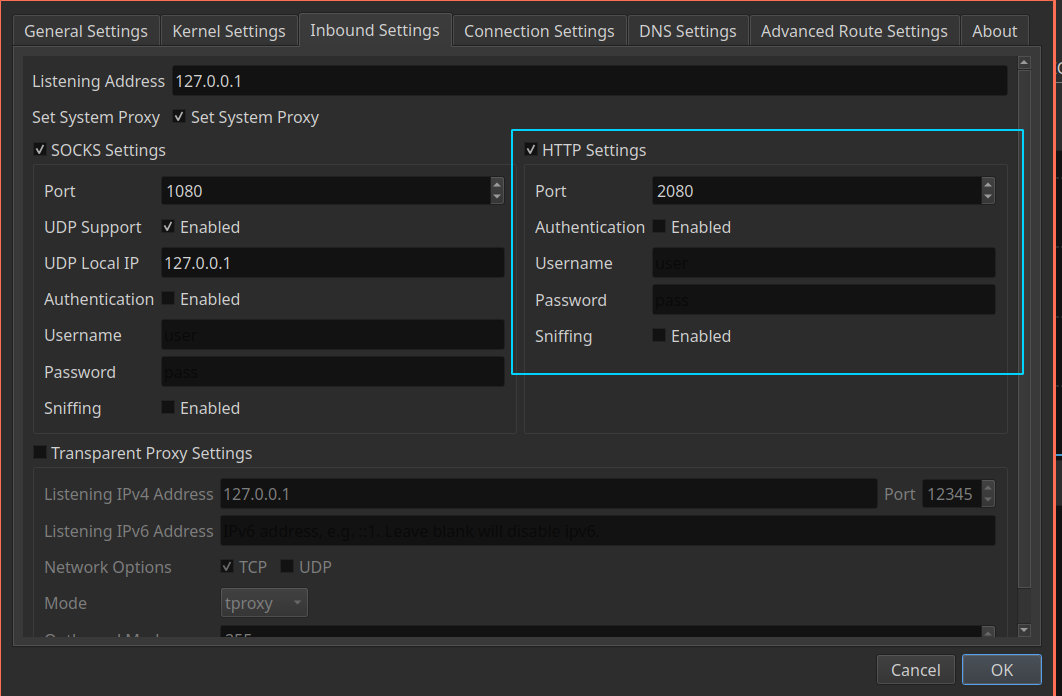 General Settings Kernel Settings Inbound Settings Connection Settings DNS Settings Advanced Route Settings About
Listening Address 127.0.0.1
Set System Proxy Set System Proxy
SOCKS Settings
Port 1080
UDP Support Enabled
UDP Local IP 127.0.0.1
Authentication Enabled
Username user
Password pass
Sniffing Enabled
HTTP Settings
Port 2080
Authentication Enabled
Username user
Password pass
Sniffing Enabled
Transparent Proxy Settings
Listening IPv4 Address 127.0.0.1 Port 12345
Listening IPv6 Address IPv6 address, e.g. ::1. Leave blank will disable ipv6.
Network Options TCP UDP
Mode tproxy
255
Cancel OK